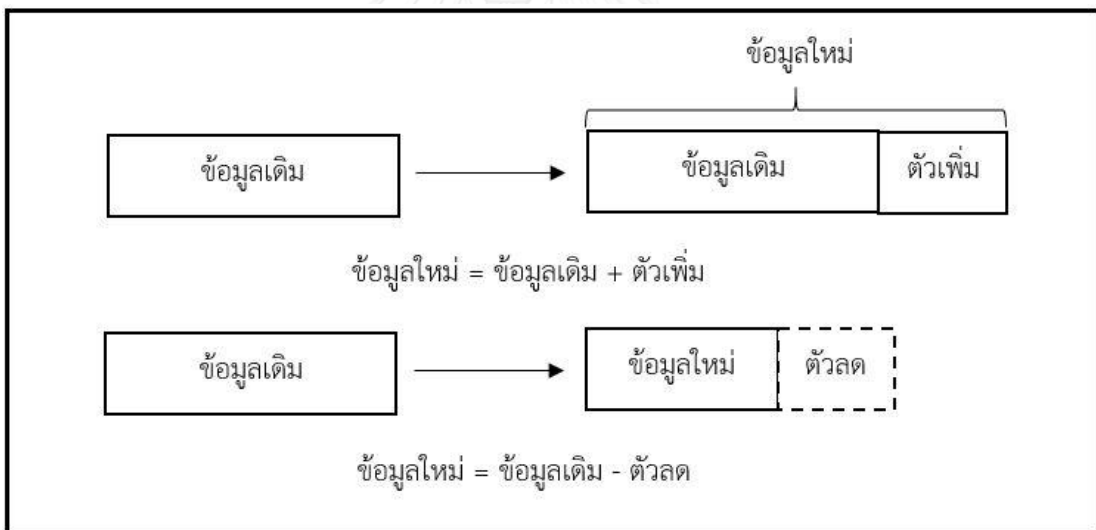 ข้อมูลใหม่
ข้อมูลเดิม ข้อมูลเดิม ตัวเพิ่ม
ข้อมูลใหม่ = ข้อมูลเดิม + ตัวเพิ่ม
ข้อมูลเดิม ข้อมูลใหม่ ตัวลด
ข้อมูลใหม่ = ข้อมูลเดิม - ตัวลด